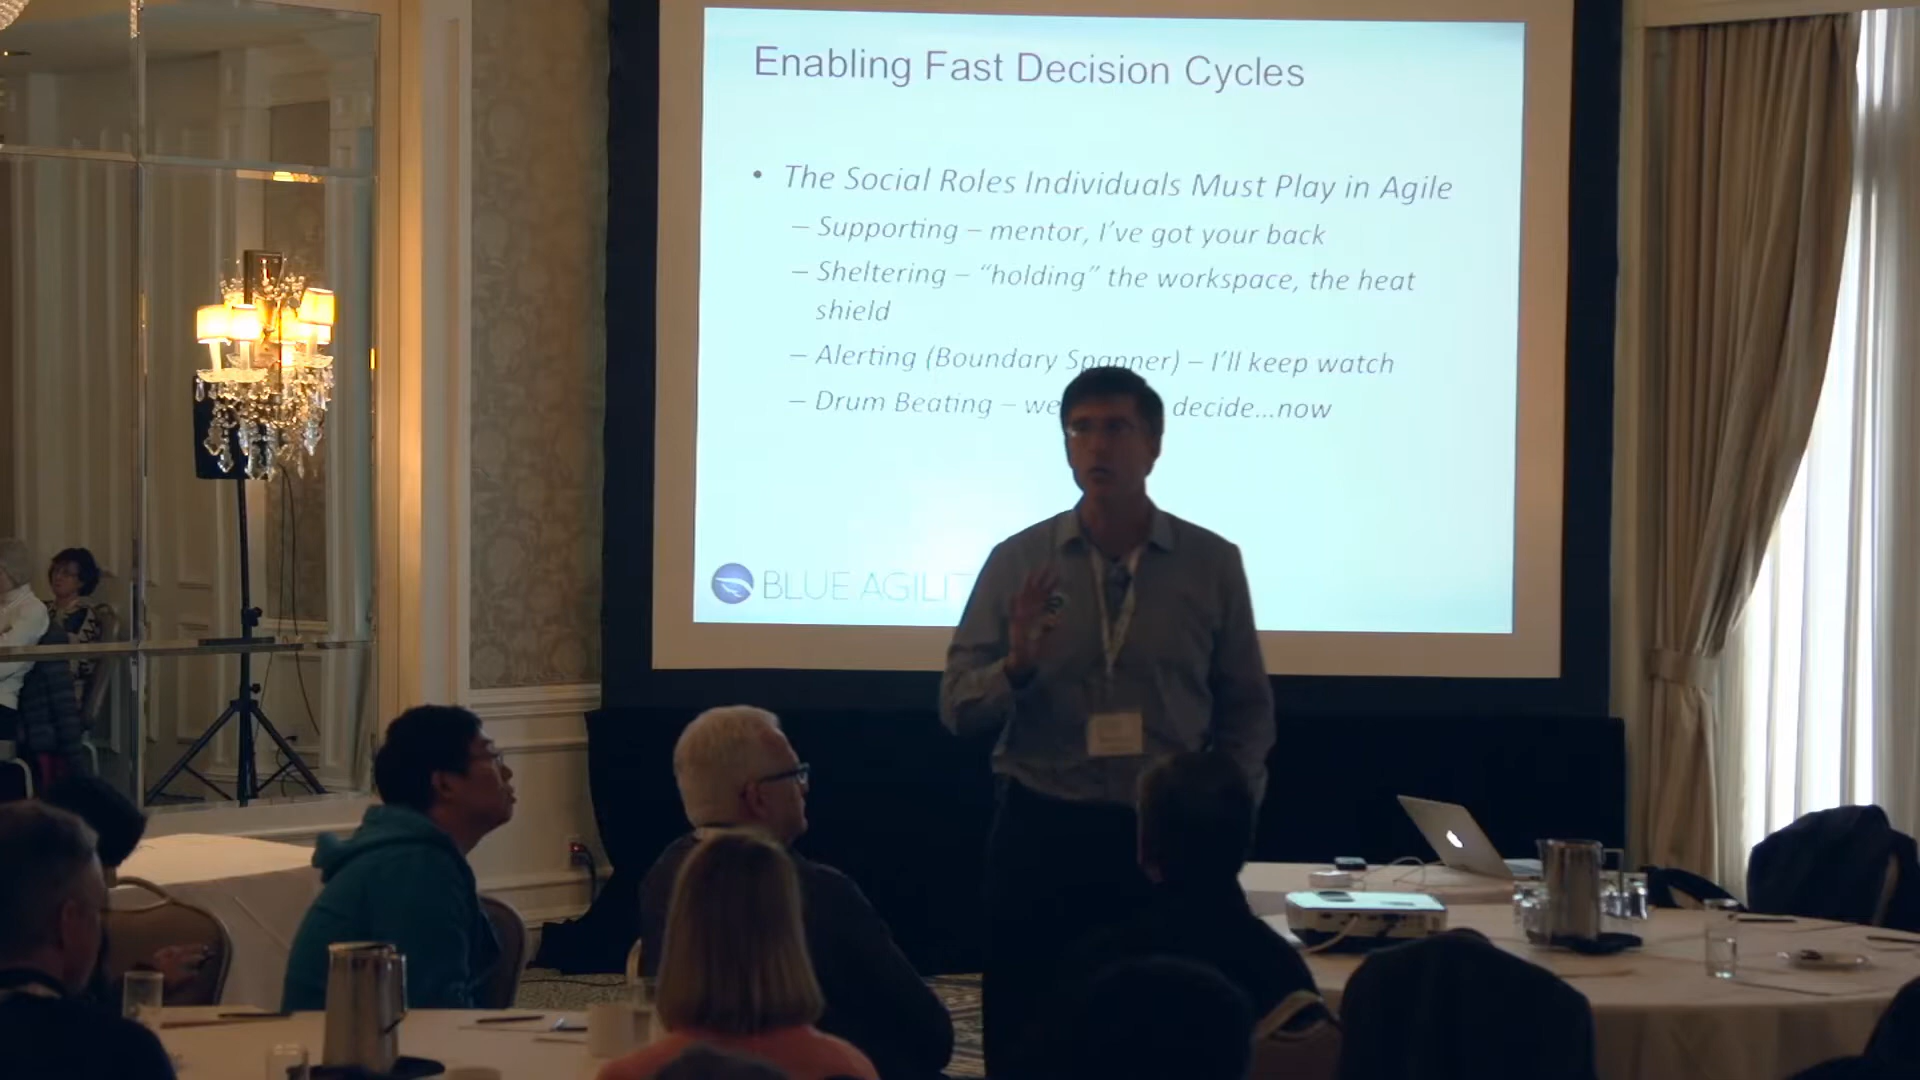 Enabling Fast Decision Cycles
• The Social Roles Individuals Must Play in Agile
– Supporting – mentor, I've got your back
– Sheltering – “holding” the workspace, the heat
shield
– Alerting (Boundary Spanner) – I'll keep watch
– Drum Beating – we decide...now
BLUE AGILIT